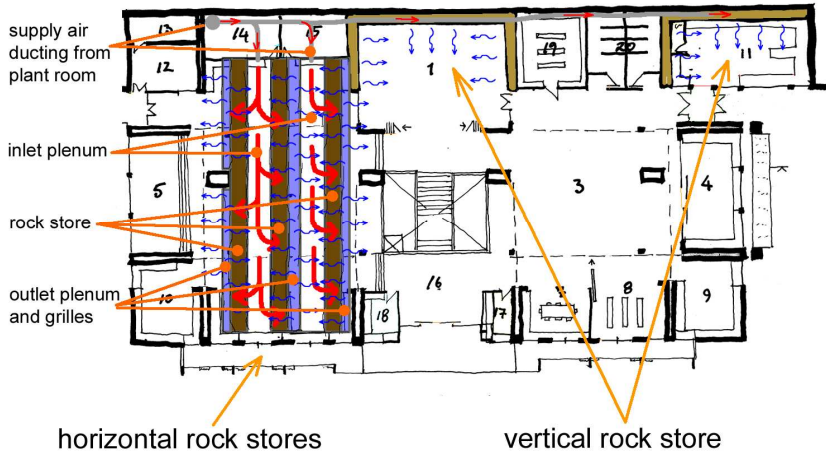 supply air
ducting from
plant room
inlet plenum
rock store
outlet plenum
and grilles
13
14
15
12
1
19
20
11
5
3
4
10
18
16
17
8
9
horizontal rock stores
vertical rock store